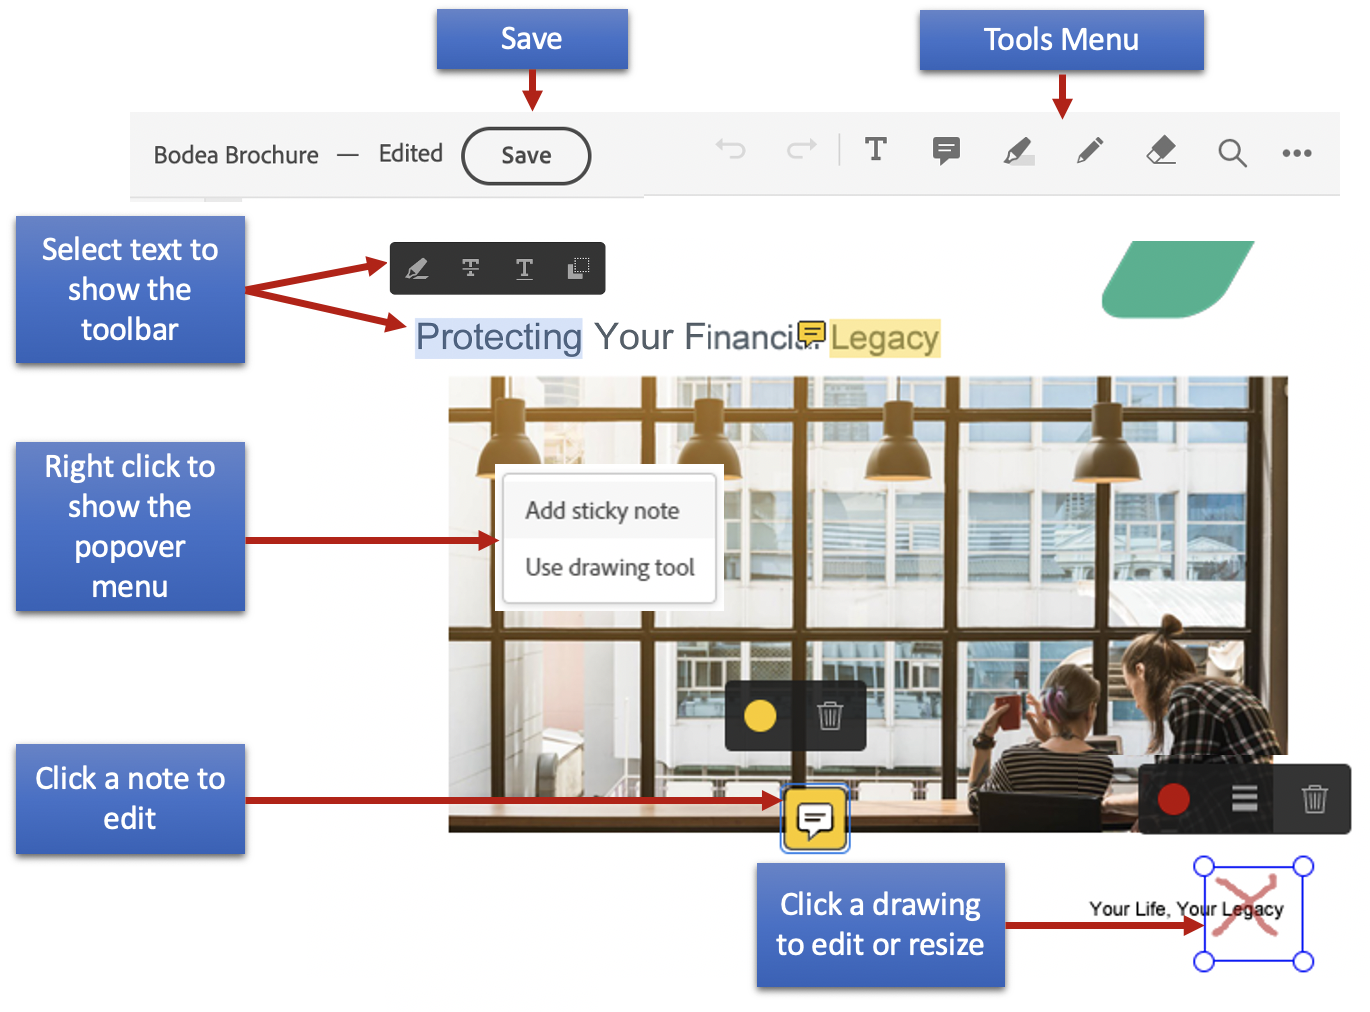 Save
Tools Menu
Bodea Brochure — Edited
Save
Select text to
show the
toolbar
Protecting Your Financial Legacy
Right click to
show the
popover
menu
Add sticky note
Use drawing tool
Click a note to
edit
Click a drawing
to edit or resize
Your Life, Your Legacy